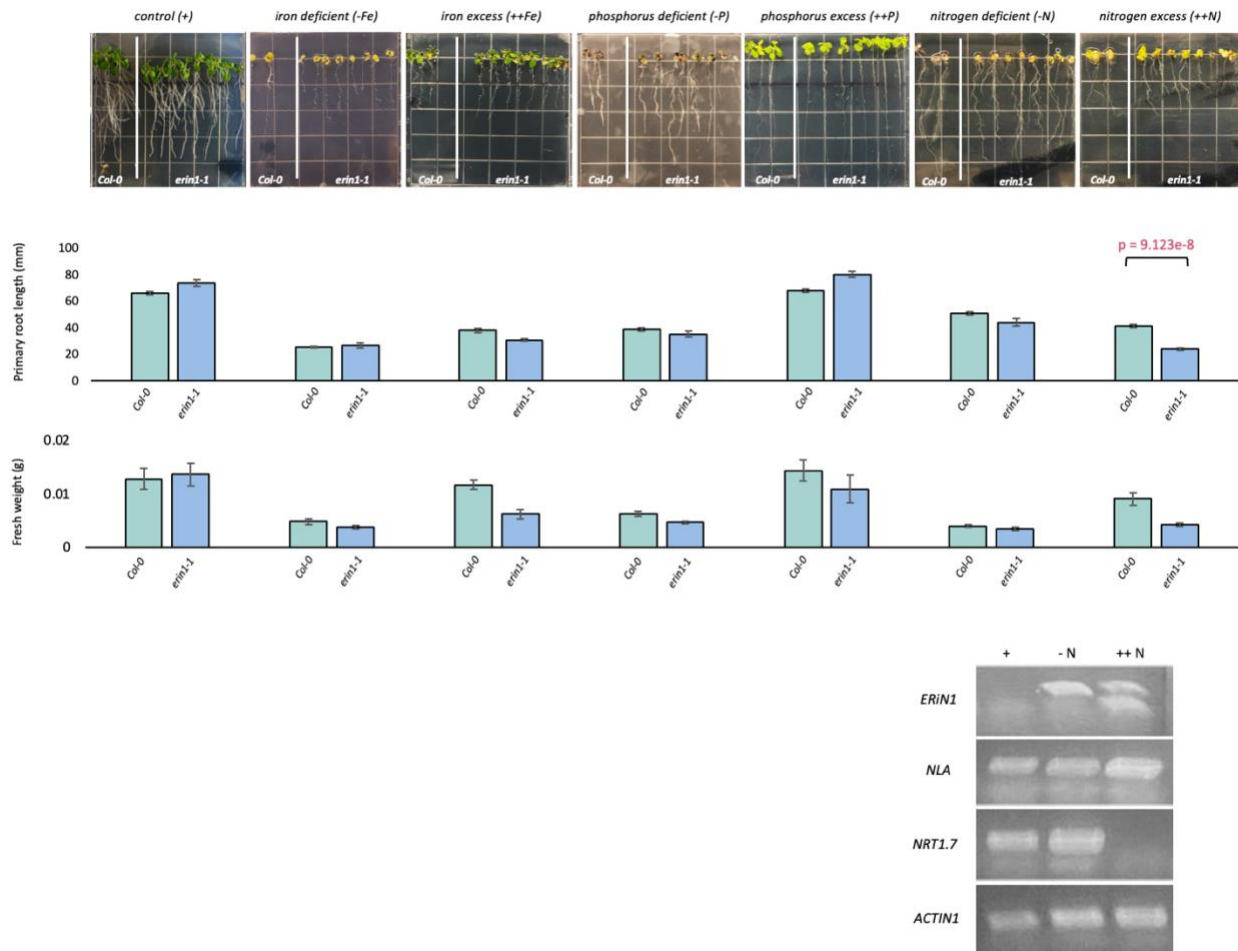 control (+) iron deficient (-Fe) iron excess (++Fe) phosphorus deficient (-P) phosphorus excess (++P) nitrogen deficient (-N) nitrogen excess (++N)
Col-0 erin1-1 Col-0 erin1-1 Col-0 erin1-1 Col-0 erin1-1 Col-0 erin1-1 Col-0 erin1-1 Col-0 erin1-1
Primary root length (mm)
p = 9.123e-8
100
80
60
40
20
0
Col-0 erin1-1 Col-0 erin1-1 Col-0 erin1-1 Col-0 erin1-1 Col-0 erin1-1 Col-0 erin1-1 Col-0 erin1-1
Fresh weight (g)
0.02
0.01
0
Col-0 erin1-1 Col-0 erin1-1 Col-0 erin1-1 Col-0 erin1-1 Col-0 erin1-1 Col-0 erin1-1 Col-0 erin1-1
+ - N ++ N
ERiN1
NLA
NRT1.7
ACTIN1